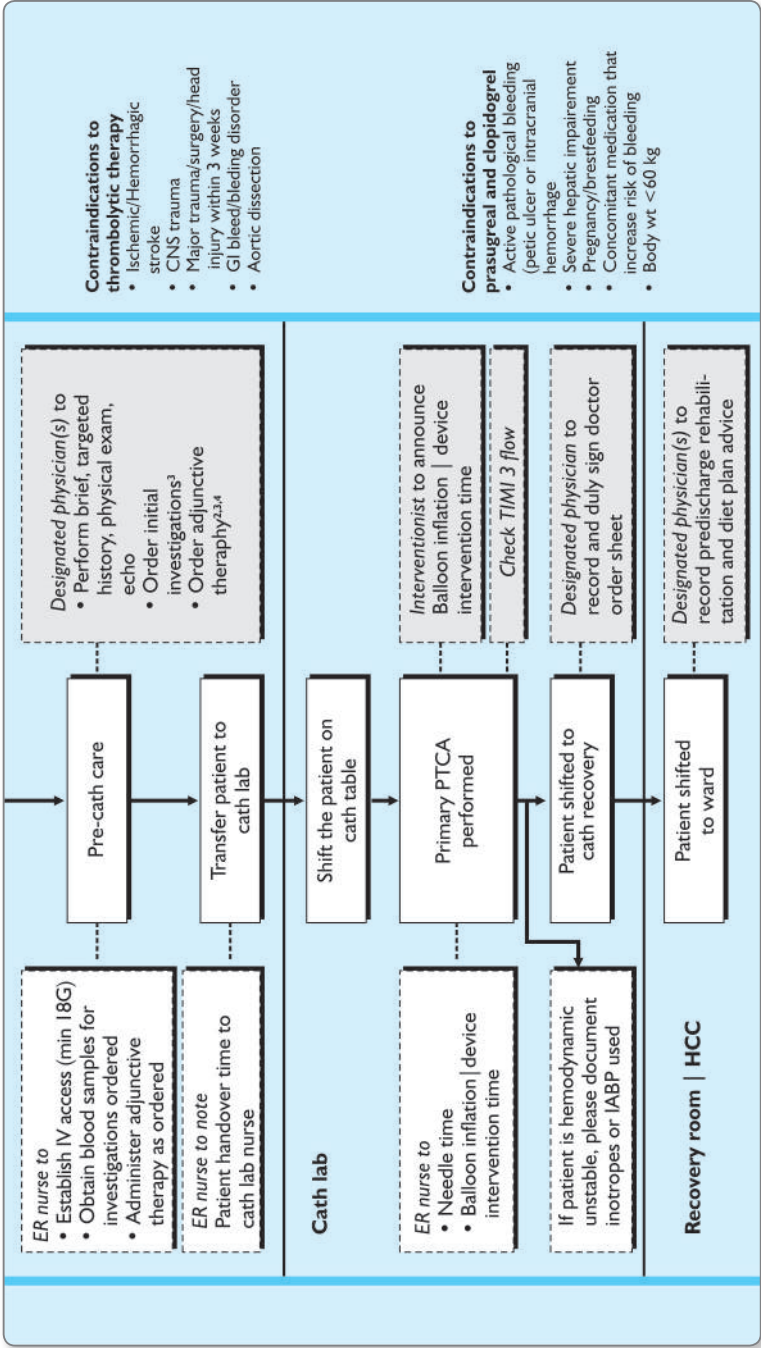 ER nurse to
• Establish IV access (min 18G)
• Obtain blood samples for
investigations ordered
• Administer adjunctive
therapy as ordered
Pre-cath care
Designated physician(s) to
• Perform brief, targeted
history, physical exam,
echo
• Order initial
investigations³
• Order adjunctive
theraphy²,³,⁴
ER nurse to note
Patient handover time to
cath lab nurse
Transfer patient to
cath lab
Cath lab
Shift the patient on
cath table
ER nurse to
• Needle time
• Balloon inflation|device
intervention time
Primary PTCA
performed
Interventionist to announce
Balloon inflation | device
intervention time
Check TIMI 3 flow
If patient is hemodynamic
unstable, please document
inotropes or IABP used
Patient shifted to
cath recovery
Designated physician to
record and duly sign doctor
order sheet
Recovery room | HCC
Patient shifted
to ward
Designated physician(s) to
record predischarge rehabili-
tation and diet plan advice
Contraindications to
thrombolytic therapy
• Ischemic/Hemorrhagic
stroke
• CNS trauma
• Major trauma/surgery/head
injury within 3 weeks
• GI bleed/bleding disorder
• Aortic dissection
Contraindications to
prasugreal and clopidogrel
• Active pathological bleeding
(petic ulcer or intracranial
hemorrhage
• Severe hepatic impairement
• Pregnancy/brestfeeding
• Concomitant medication that
increase risk of bleeding
• Body wt <60 kg